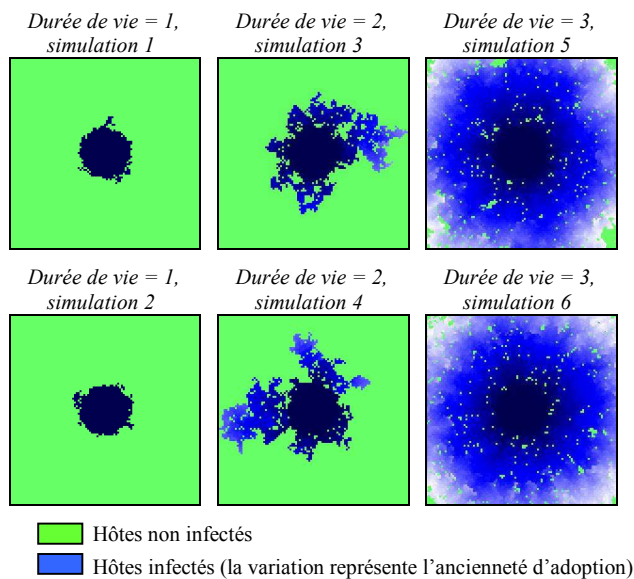 Durée de vie = 1,
simulation 1
Durée de vie = 2,
simulation 3
Durée de vie = 3,
simulation 5
Durée de vie = 1,
simulation 2
Durée de vie = 2,
simulation 4
Durée de vie = 3,
simulation 6
Hôtes non infectés
Hôtes infectés (la variation représente l’ancienneté d’adoption)